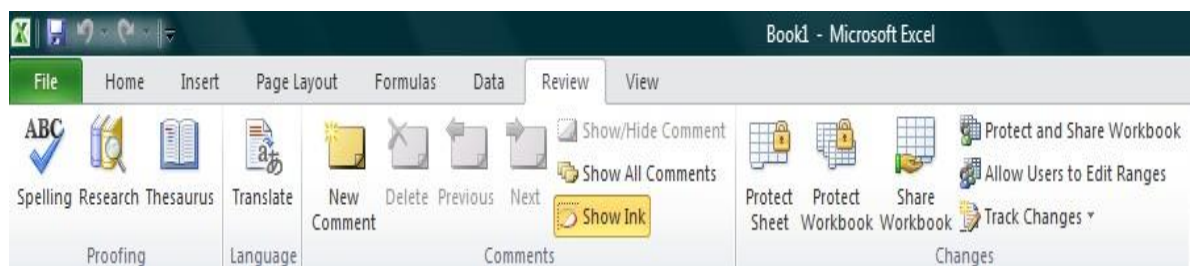 Book1 - Microsoft Excel
File Home Insert Page Layout Formulas Data Review View
ABC
Spelling Research Thesaurus
Proofing
Translate
Language
New
Comment
Delete Previous Next
Show/Hide Comment
Show All Comments
Show Ink
Comments
Protect
Sheet
Protect
Workbook
Share
Workbook
Protect and Share Workbook
Allow Users to Edit Ranges
Track Changes
Changes